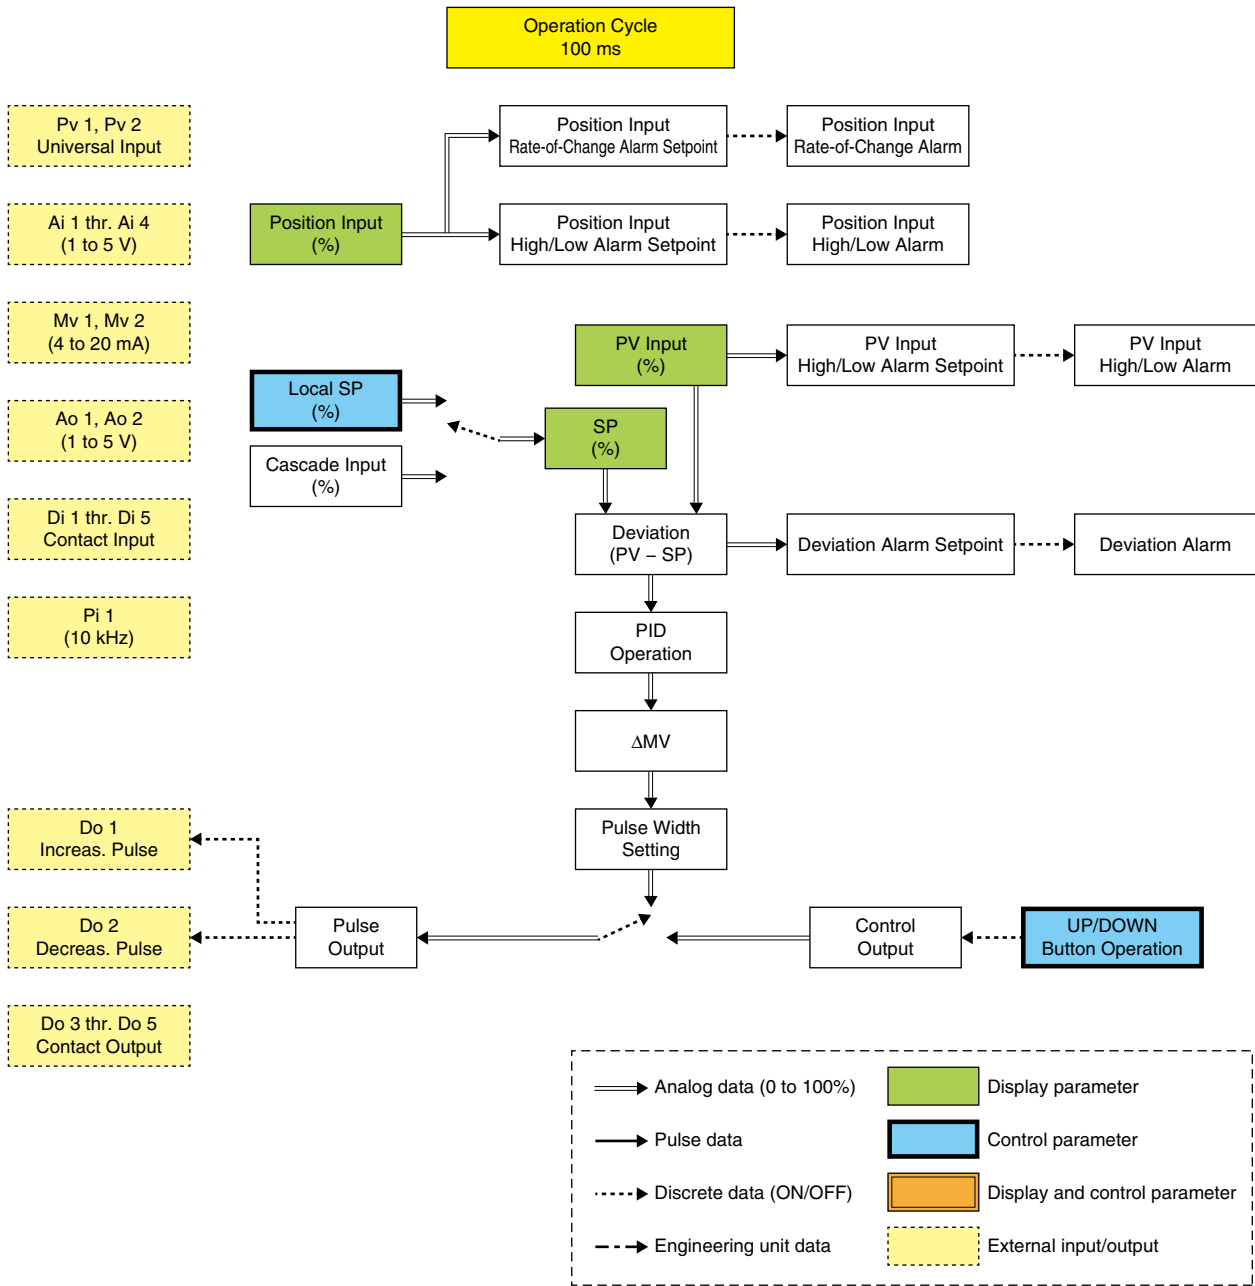 Operation Cycle
100 ms
Pv 1, Pv 2
Universal Input
Position Input
Rate-of-Change Alarm Setpoint
Position Input
Rate-of-Change Alarm
Ai 1 thr. Ai 4
(1 to 5 V)
Position Input
(%)
Position Input
High/Low Alarm Setpoint
Position Input
High/Low Alarm
Mv 1, Mv 2
(4 to 20 mA)
PV Input
(%)
PV Input
High/Low Alarm Setpoint
PV Input
High/Low Alarm
Local SP
(%)
Ao 1, Ao 2
(1 to 5 V)
SP
(%)
Cascade Input
(%)
Di 1 thr. Di 5
Contact Input
Deviation
(PV − SP)
Deviation Alarm Setpoint
Deviation Alarm
Pi 1
(10 kHz)
PID
Operation
ΔMV
Do 1
Increas. Pulse
Pulse Width
Setting
Do 2
Decreas. Pulse
Pulse
Output
Control
Output
UP/DOWN
Button Operation
Do 3 thr. Do 5
Contact Output
Analog data (0 to 100%)
Display parameter
Pulse data
Control parameter
Discrete data (ON/OFF)
Display and control parameter
Engineering unit data
External input/output